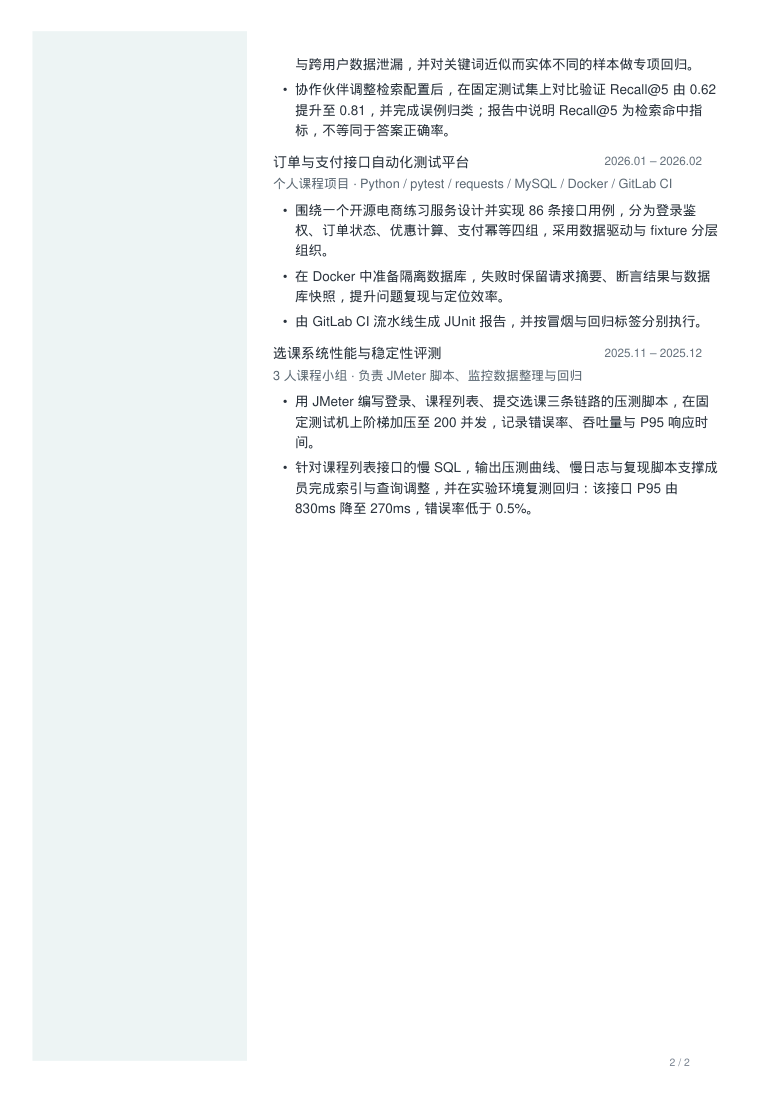 与跨用户数据泄漏，并对关键词近似而实体不同的样本做专项回归。
• 协作伙伴调整检索配置后，在固定测试集上对比验证 Recall@5 由 0.62
提升至 0.81，并完成误例归类；报告中说明 Recall@5 为检索命中指
标，不等同于答案正确率。
订单与支付接口自动化测试平台 2026.01 – 2026.02
个人课程项目 · Python / pytest / requests / MySQL / Docker / GitLab CI
• 围绕一个开源电商练习服务设计并实现 86 条接口用例，分为登录鉴
权、订单状态、优惠计算、支付幂等四组，采用数据驱动与 fixture 分层
组织。
• 在 Docker 中准备隔离数据库，失败时保留请求摘要、断言结果与数据
库快照，提升问题复现与定位效率。
• 由 GitLab CI 流水线生成 JUnit 报告，并按冒烟与回归标签分别执行。
选课系统性能与稳定性评测 2025.11 – 2025.12
3 人课程小组 · 负责 JMeter 脚本、监控数据整理与回归
• 用 JMeter 编写登录、课程列表、提交选课三条链路的压测脚本，在固
定测试机上阶梯加压至 200 并发，记录错误率、吞吐量与 P95 响应时
间。
• 针对课程列表接口的慢 SQL，输出压测曲线、慢日志与复现脚本支撑成
员完成索引与查询调整，并在实验环境复测回归：该接口 P95 由
830ms 降至 270ms，错误率低于 0.5%。
2 / 2